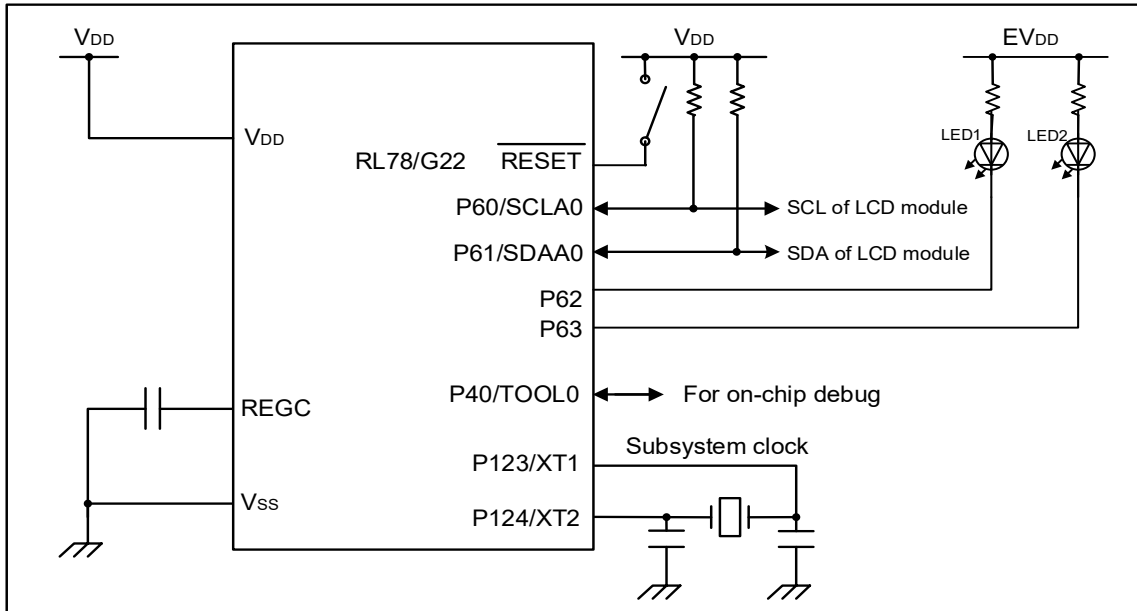 VDD
VDD
EVDD
VDD
LED1
LED2
RL78/G22
RESET
P60/SCLA0
SCL of LCD module
P61/SDAA0
SDA of LCD module
P62
P63
P40/TOOL0
For on-chip debug
REGC
Subsystem clock
P123/XT1
VSS
P124/XT2